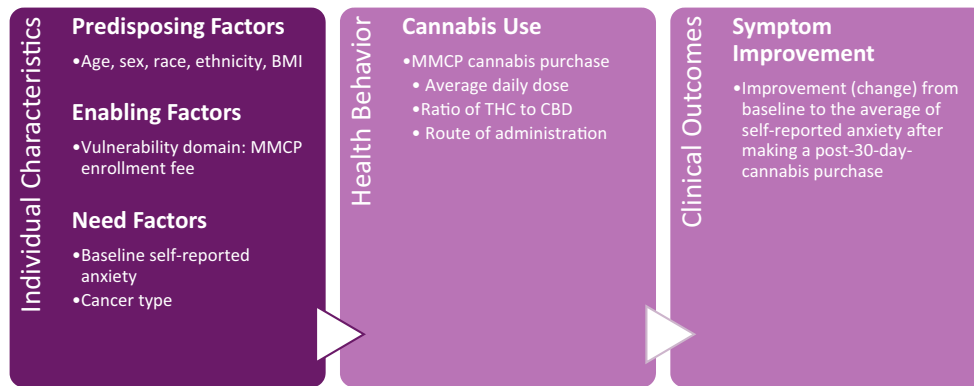 Individual Characteristics
Predisposing Factors
•Age, sex, race, ethnicity, BMI
Enabling Factors
•Vulnerability domain: MMCP
enrollment fee
Need Factors
•Baseline self-reported
anxiety
•Cancer type
Health Behavior
Cannabis Use
•MMCP cannabis purchase
• Average daily dose
•Ratio of THC to CBD
• Route of administration
Clinical Outcomes
Symptom
Improvement
•Improvement (change) from
baseline to the average of
self-reported anxiety after
making a post-30-day-
cannabis purchase